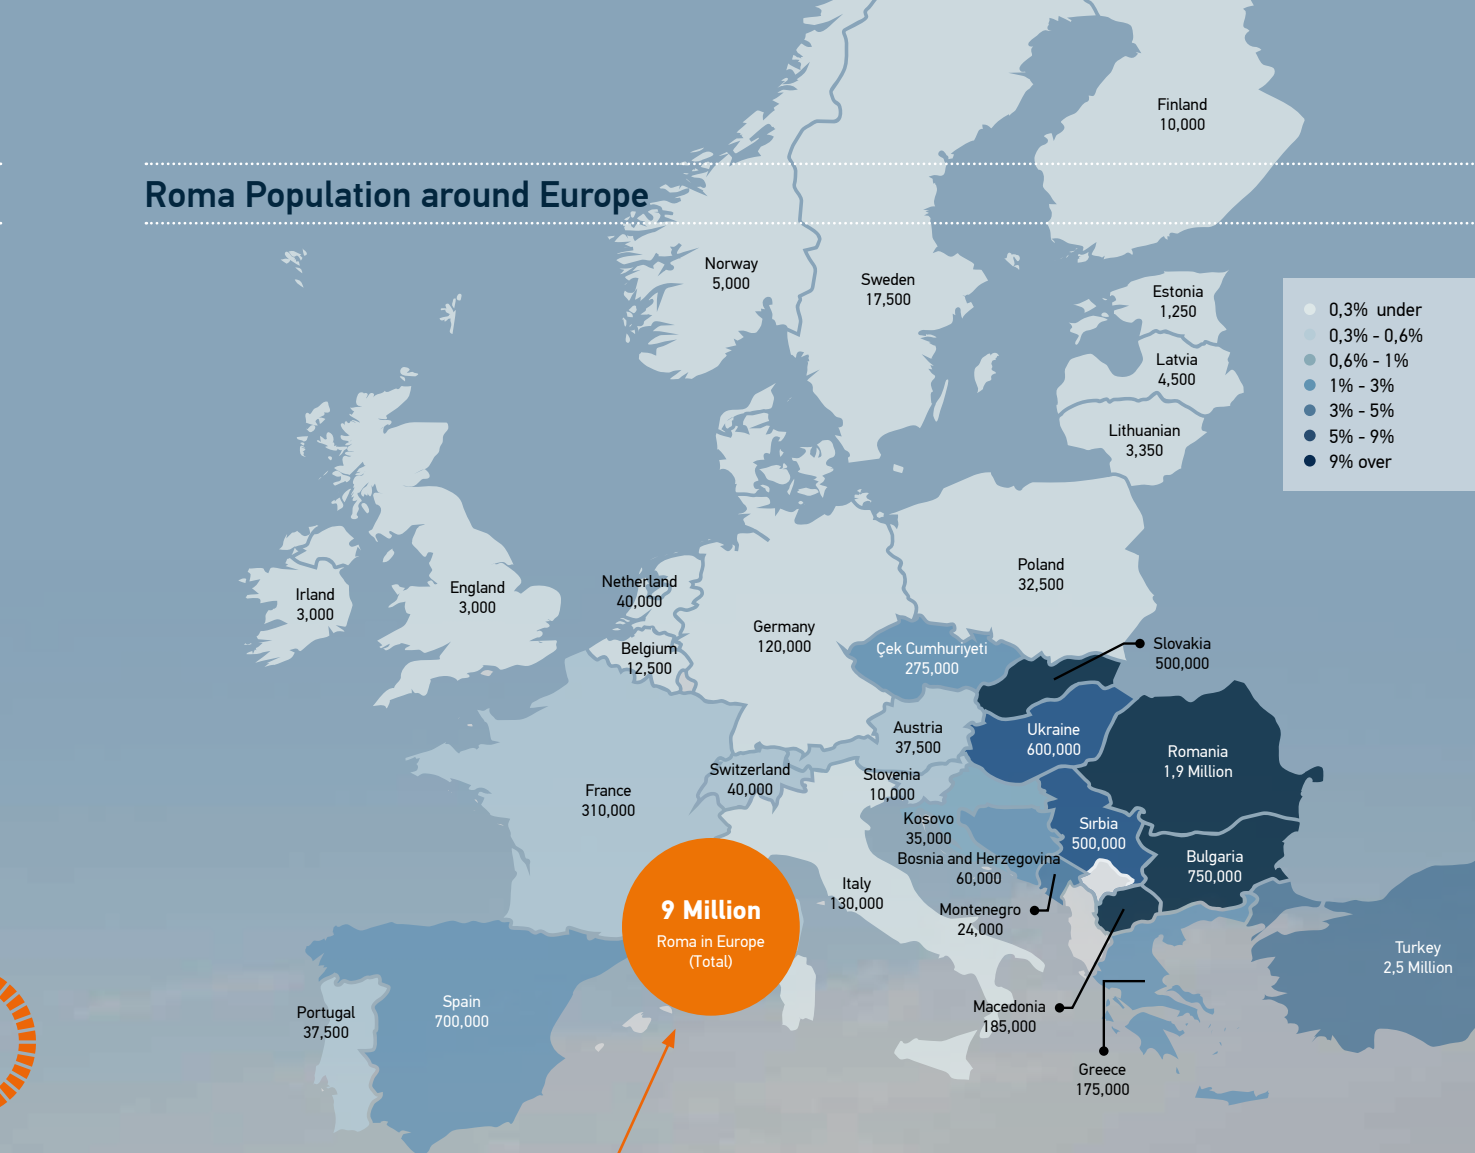 Roma Population around Europe
Finland
10,000
Norway
5,000
Sweden
17,500
Estonia
1,250
0,3% under
0,3% - 0,6%
0,6% - 1%
1% - 3%
3% - 5%
5% - 9%
9% over
Latvia
4,500
Lithuanian
3,350
Irland
3,000
England
3,000
Netherland
40,000
Belgium
12,500
Germany
120,000
Poland
32,500
Çek Cumhuriyeti
275,000
Slovakia
500,000
Austria
37,500
Ukraine
600,000
Romania
1,9 Million
Switzerland
40,000
Slovenia
10,000
France
310,000
Kosovo
35,000
Sırbia
500,000
Bosnia and Herzegovina
60,000
Bulgaria
750,000
Italy
130,000
Montenegro
24,000
9 Million
Roma in Europe
(Total)
Turkey
2,5 Million
Portugal
37,500
Spain
700,000
Macedonia
185,000
Greece
175,000